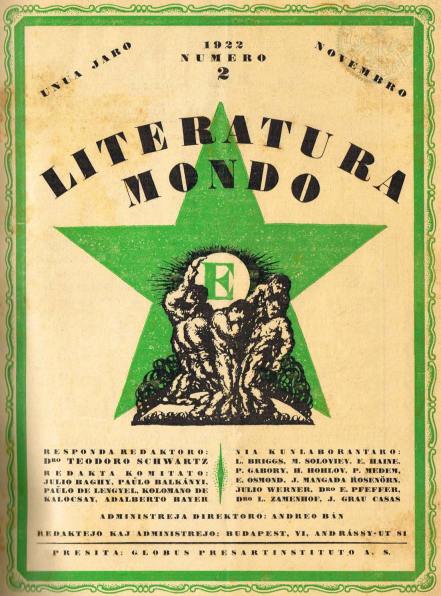 UNUA JARO
1922
NUMERO
2
NOVEMBRO
LITERATURA
MONDO
E
RESPONDA REDAKTORO:
DRO TEODORO SCHWARTZ
REDAKTA KOMITATO:
JULIO BAGHY, PAŬLO BALKÁNYI,
PAŬLO DE LENGYEL, KOLOMANO DE
KALOCSAY, ADALBERTO BAYER
NIA KUNLABORANTARO:
L. BRIGGS, M. SOLOVIEV, E. HAINE,
P. GABORY, H. HOHLOV, P. MEDEM,
E. OSMOND, J. MANGADA ROSENÖRN,
JULIO WERNER, DRO E. PFEFFER,
DRO L. ZAMENHOF, J. GRAU CASAS
ADMINISTREJA DIREKTORO: ANDREO BÁN
REDAKTEJO KAJ ADMINISTREJO: BUDAPEST, VI, ANDRÁSSY-UT 81
PRESITA: GLOBUS PRESARTINSTITUTO A. S.